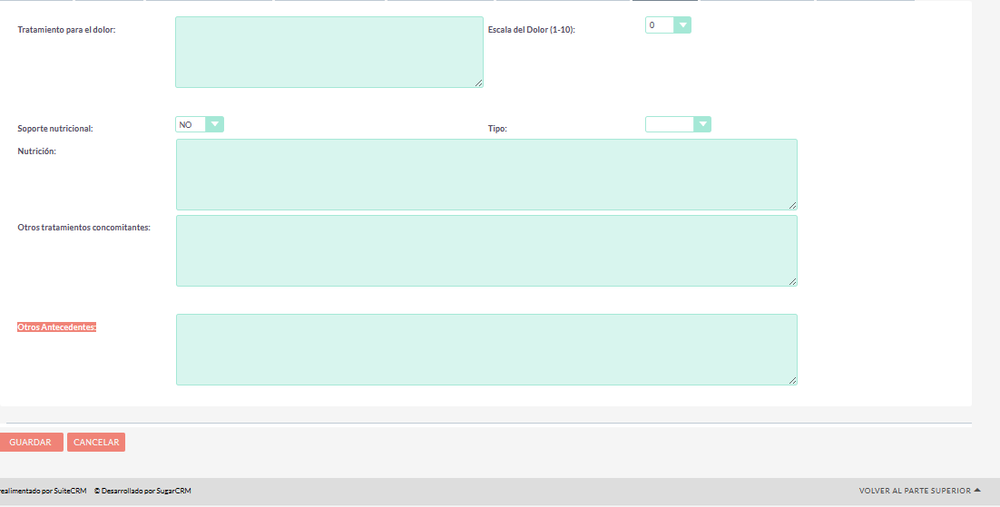 Tratamiento para el dolor: Escala del Dolor (1-10): 0
Soporte nutricional: NO Tipo:
Nutrición:
Otros tratamientos concomitantes:
Otros Antecedentes:
GUARDAR CANCELAR
realimentado por SuiteCRM © Desarrollado por SugarCRM VOLVER AL PARTE SUPERIOR